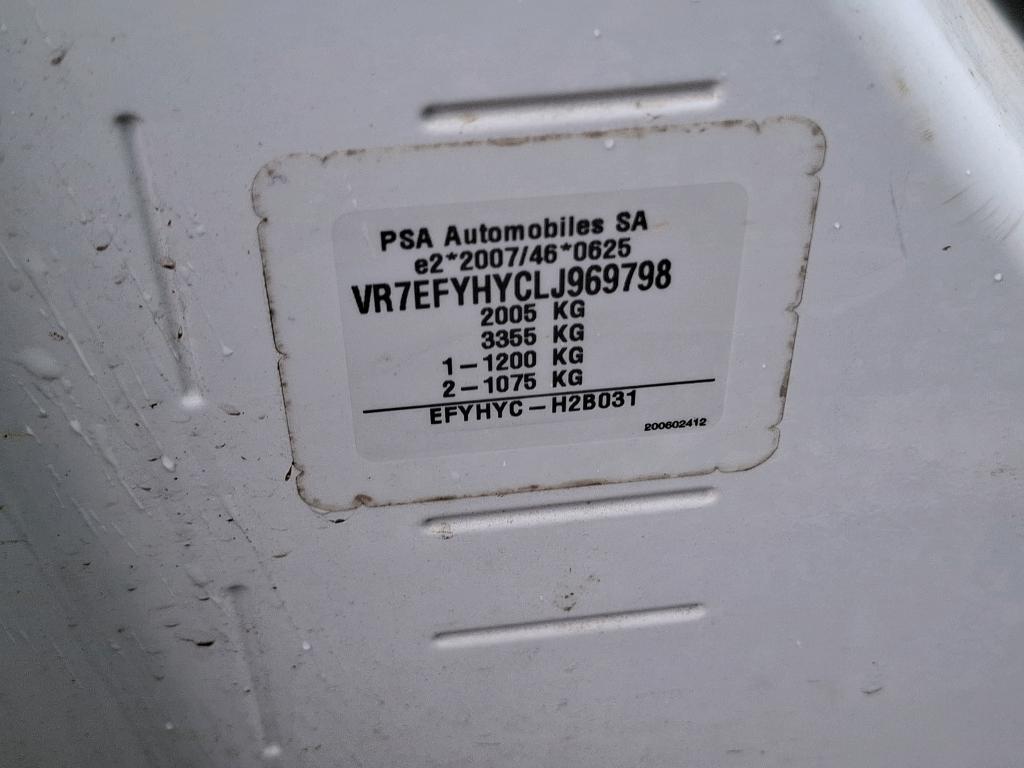 PSA Automobiles SA
e2*2007/46*0625
VR7EFYHYCLJ969798
2005 KG
3355 KG
1-1200 KG
2-1075 KG
EFYHYC-H2B031
200602412